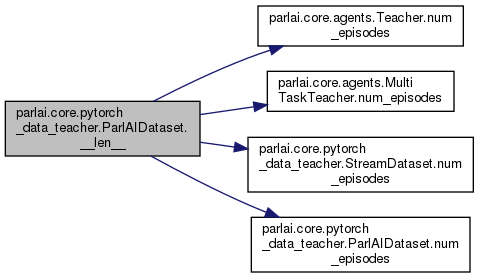 parlai.core.pytorch
_data_teacher.ParlAIDataset.
__len__
parlai.core.agents.Teacher.num
_episodes
parlai.core.agents.Multi
TaskTeacher.num_episodes
parlai.core.pytorch
_data_teacher.StreamDataset.num
_episodes
parlai.core.pytorch
_data_teacher.ParlAIDataset.num
_episodes